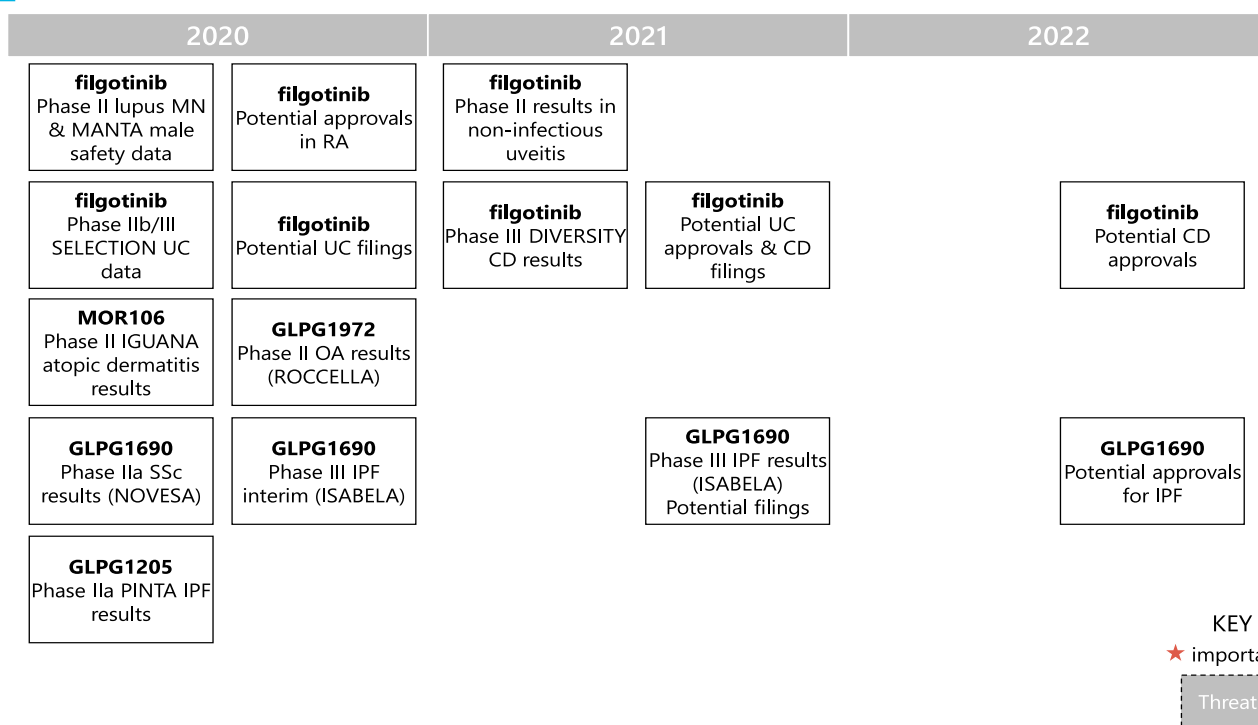 2020
2021
2022
filgotinib
Phase II lupus MN
& MANTA male
safety data
filgotinib
Potential approvals
in RA
filgotinib
Phase II results in
non-infectious
uveitis
filgotinib
Phase IIb/III
SELECTION UC
data
filgotinib
Potential UC filings
filgotinib
Phase III DIVERSITY
CD results
filgotinib
Potential UC
approvals & CD
filings
filgotinib
Potential CD
approvals
MOR106
Phase II IGUANA
atopic dermatitis
results
GLPG1972
Phase II OA results
(ROCCELLA)
GLPG1690
Phase IIa SSc
results (NOVESA)
GLPG1690
Phase III IPF
interim (ISABELA)
GLPG1690
Phase III IPF results
(ISABELA)
Potential filings
GLPG1690
Potential approvals
for IPF
GLPG1205
Phase IIa PINTA IPF
results
KEY
★ importa
Threat